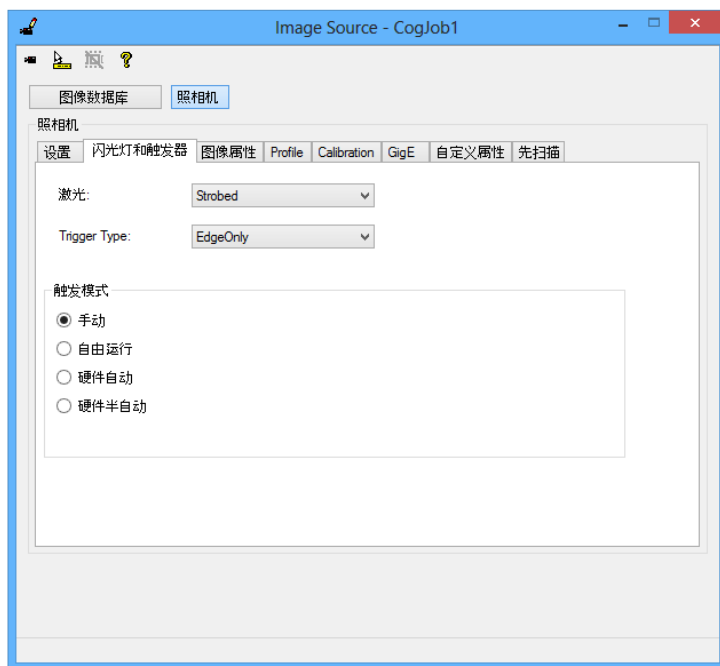 Image Source - CogJob1
图像数据库 照相机
照相机
设置 闪光灯和触发器 图像属性 Profile Calibration GigE 自定义属性 先扫描
激光: Strobed
Trigger Type: EdgeOnly
触发模式
手动
自由运行
硬件自动
硬件半自动